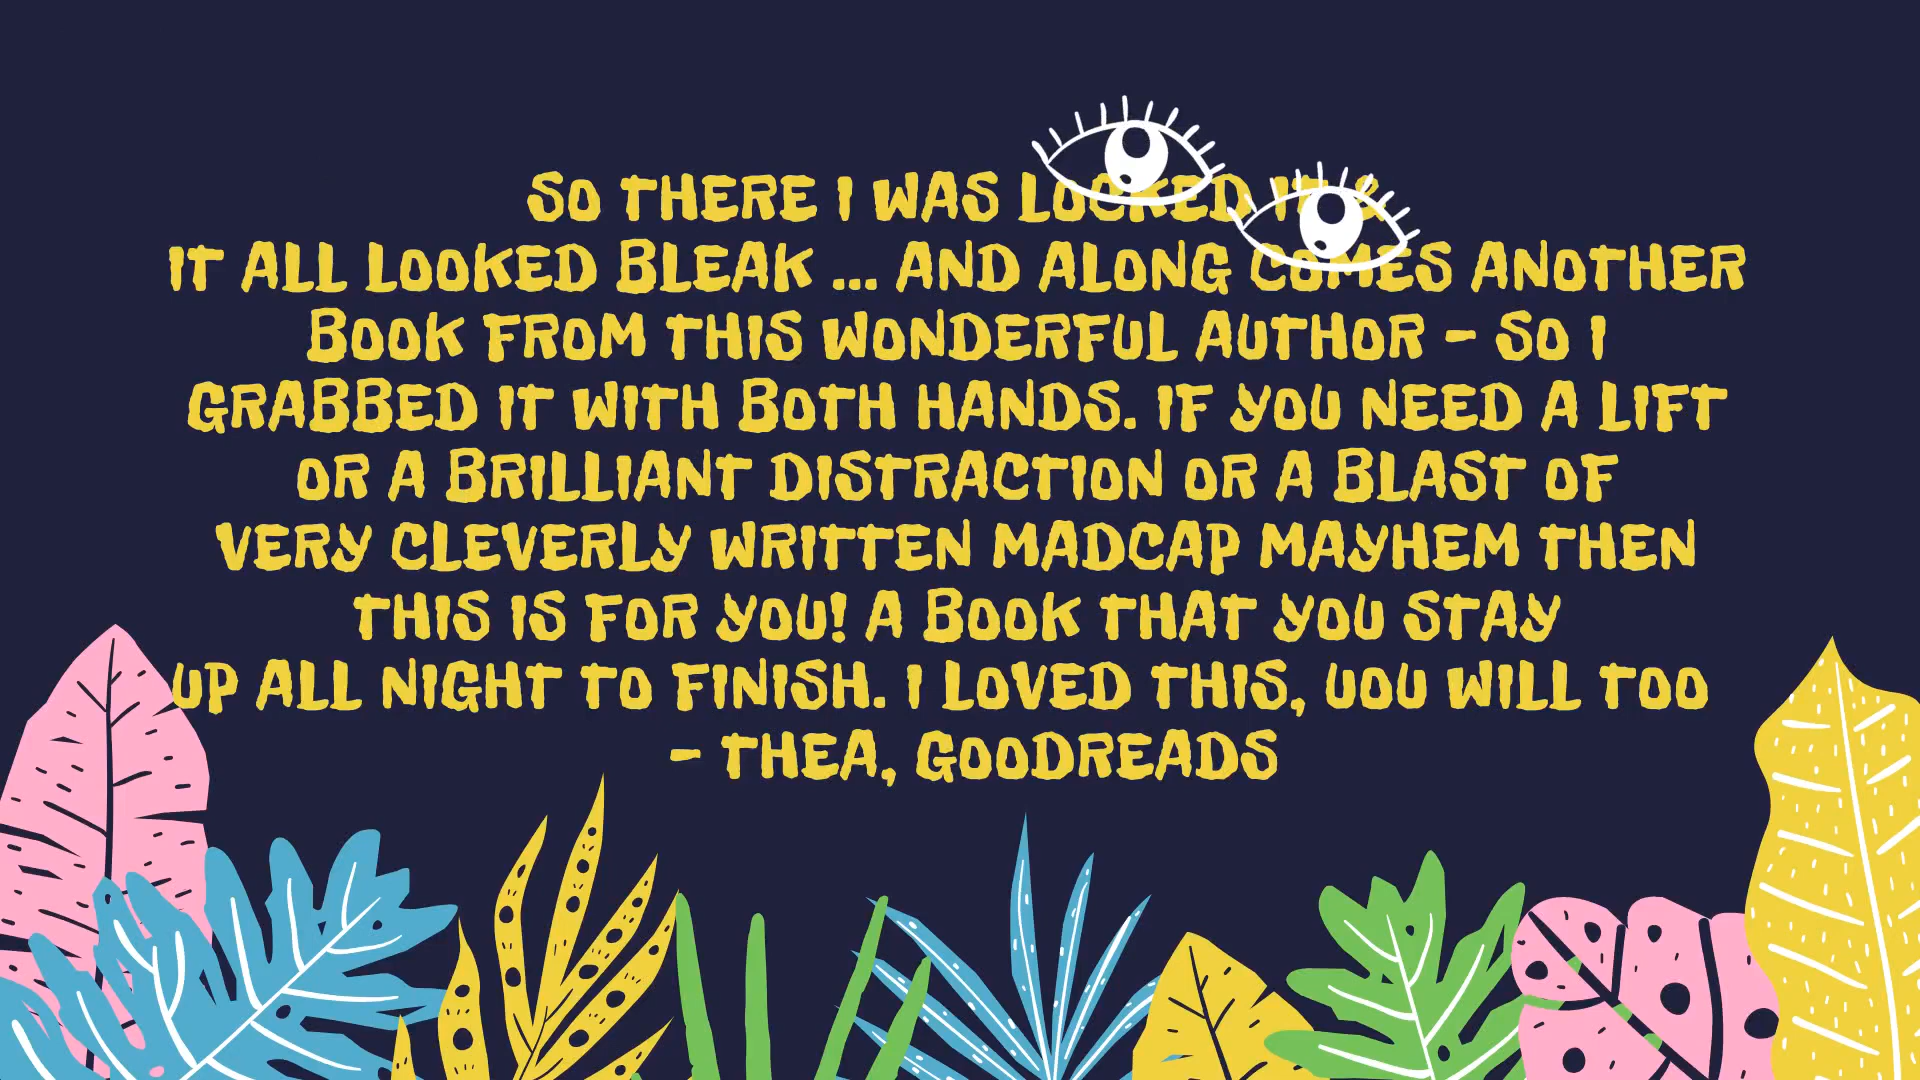 SO THERE I WAS LOCKED IT &
IT ALL LOOKED BLEAK ... AND ALONG COMES ANOTHER
BOOK FROM THIS WONDERFUL AUTHOR - SO I
GRABBED IT WITH BOTH HANDS. IF YOU NEED A LIFT
OR A BRILLIANT DISTRACTION OR A BLAST OF
VERY CLEVERLY WRITTEN MADCAP MAYHEM THEN
THIS IS FOR YOU! A BOOK THAT YOU STAY
UP ALL NIGHT TO FINISH. I LOVED THIS, UOU WILL TOO
- THEA, GOODREADS